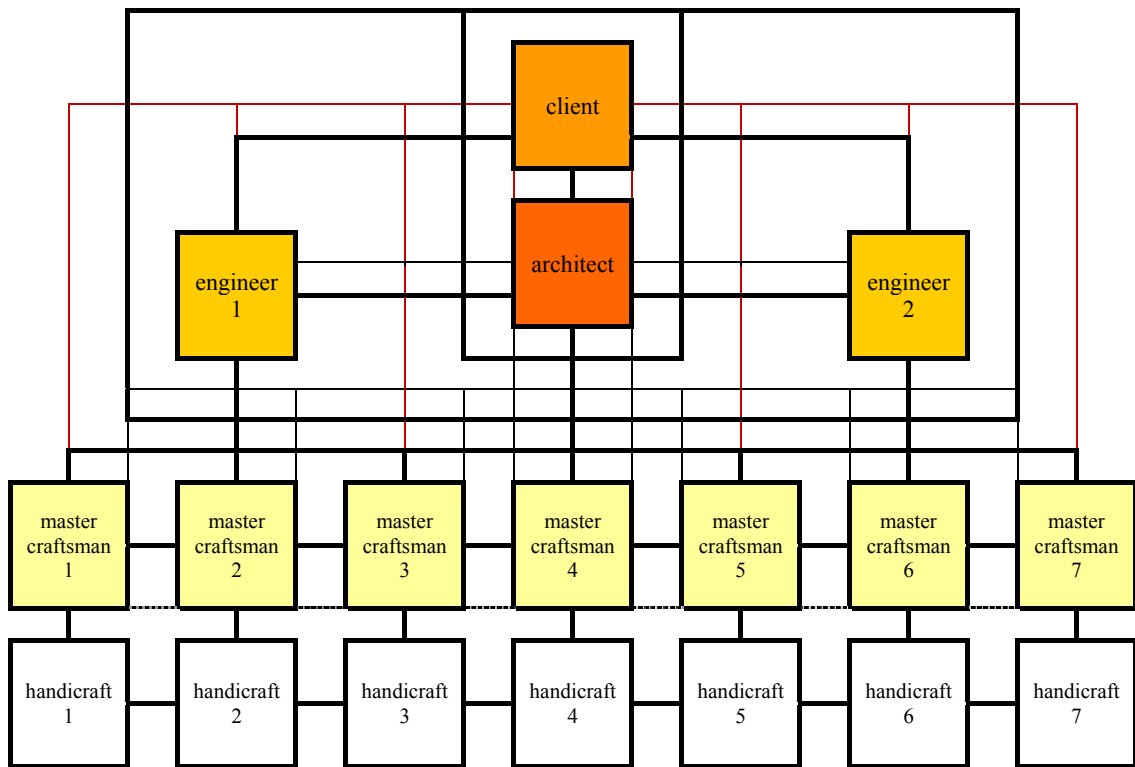 client
architect
engineer
1
engineer
2
master
craftsman
1
master
craftsman
2
master
craftsman
3
master
craftsman
4
master
craftsman
5
master
craftsman
6
master
craftsman
7
handicraft
1
handicraft
2
handicraft
3
handicraft
4
handicraft
5
handicraft
6
handicraft
7